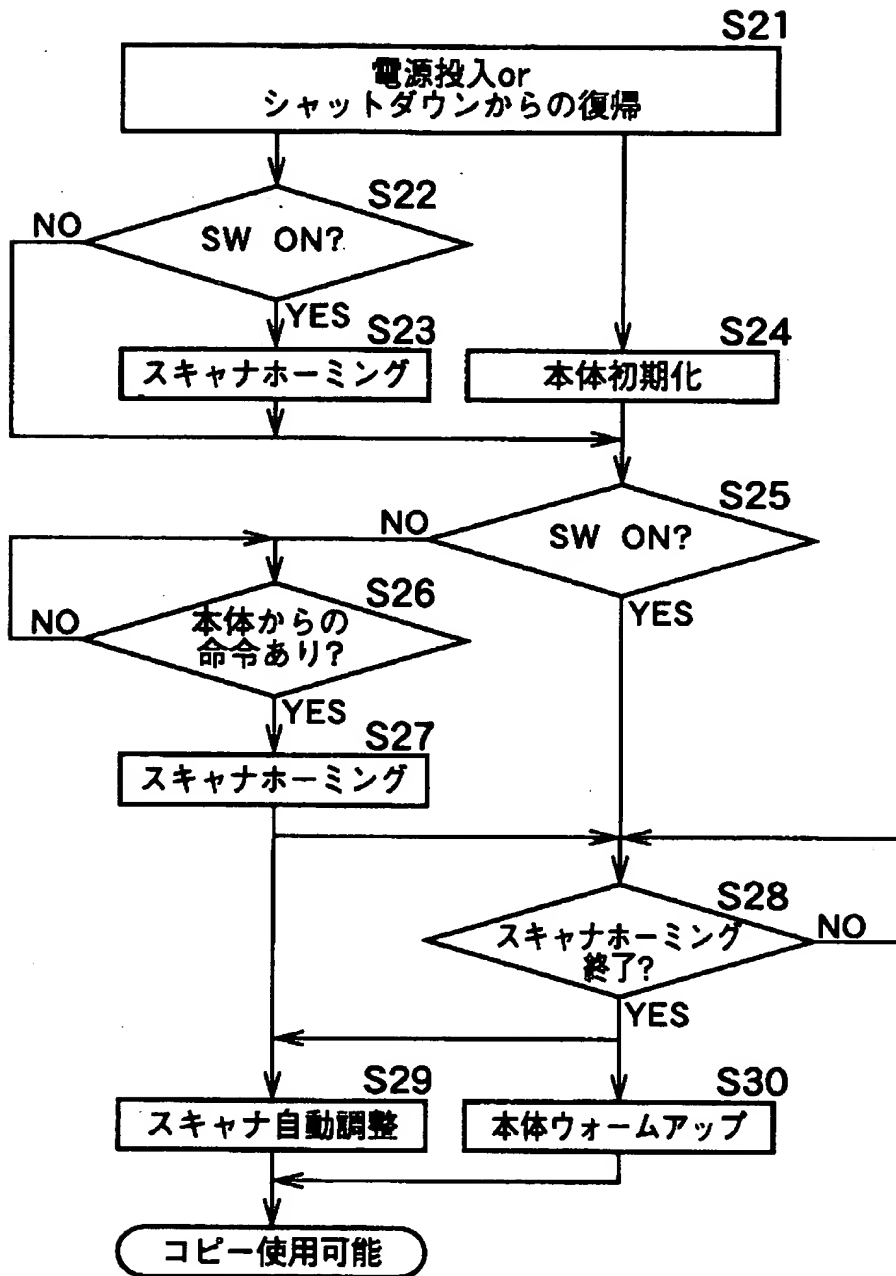 S21
電源投入or
シャットダウンからの復帰
S22
NO
SW ON?
YES
S23
スキャナホーミング
S24
本体初期化
S25
NO
SW ON?
YES
S26
NO
本体からの
命令あり?
YES
S27
スキャナホーミング
S28
スキャナホーミング
終了?
NO
YES
S29
スキャナ自動調整
S30
本体ウォームアップ
コピー使用可能